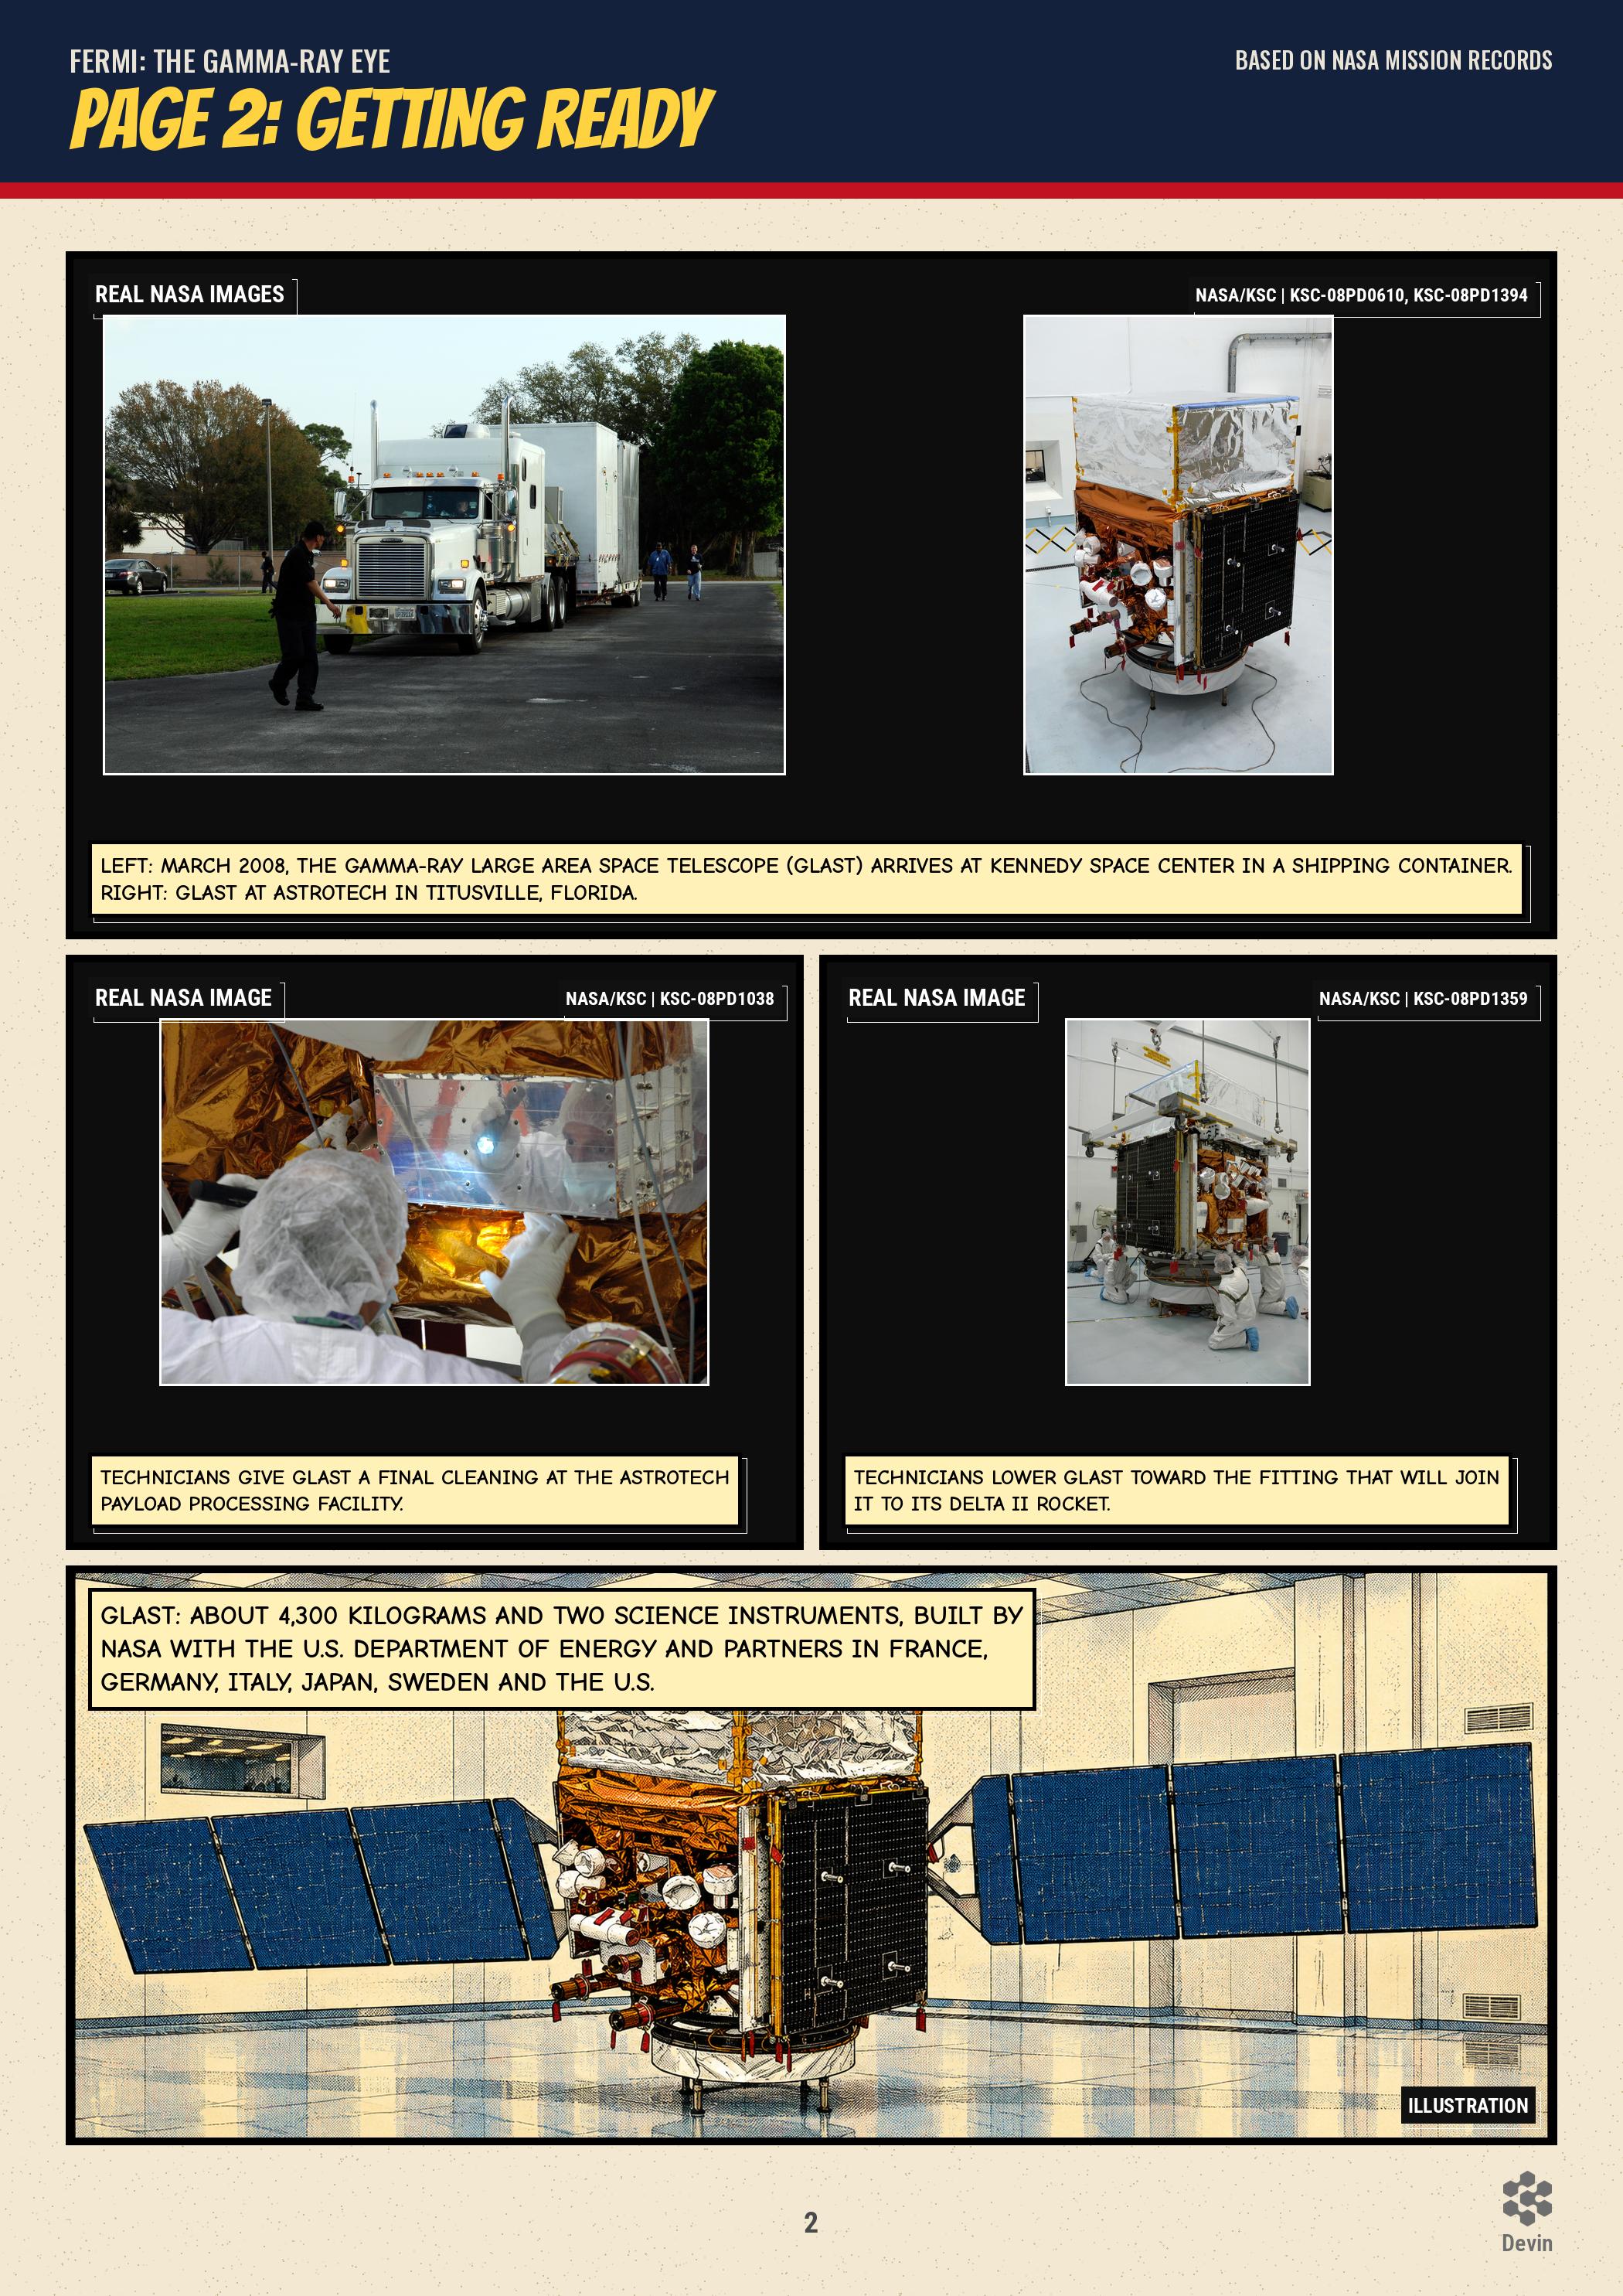 FERMI: THE GAMMA-RAY EYE
BASED ON NASA MISSION RECORDS
PAGE 2: GETTING READY
REAL NASA IMAGES
NASA/KSC | KSC-08PD0610, KSC-08PD1394
LEFT: MARCH 2008, THE GAMMA-RAY LARGE AREA SPACE TELESCOPE (GLAST) ARRIVES AT KENNEDY SPACE CENTER IN A SHIPPING CONTAINER.
RIGHT: GLAST AT ASTROTECH IN TITUSVILLE, FLORIDA.
REAL NASA IMAGE
NASA/KSC | KSC-08PD1038
TECHNICIANS GIVE GLAST A FINAL CLEANING AT THE ASTROTECH
PAYLOAD PROCESSING FACILITY.
REAL NASA IMAGE
NASA/KSC | KSC-08PD1359
TECHNICIANS LOWER GLAST TOWARD THE FITTING THAT WILL JOIN
IT TO ITS DELTA II ROCKET.
GLAST: ABOUT 4,300 KILOGRAMS AND TWO SCIENCE INSTRUMENTS, BUILT BY
NASA WITH THE U.S. DEPARTMENT OF ENERGY AND PARTNERS IN FRANCE,
GERMANY, ITALY, JAPAN, SWEDEN AND THE U.S.
ILLUSTRATION
2
Devin